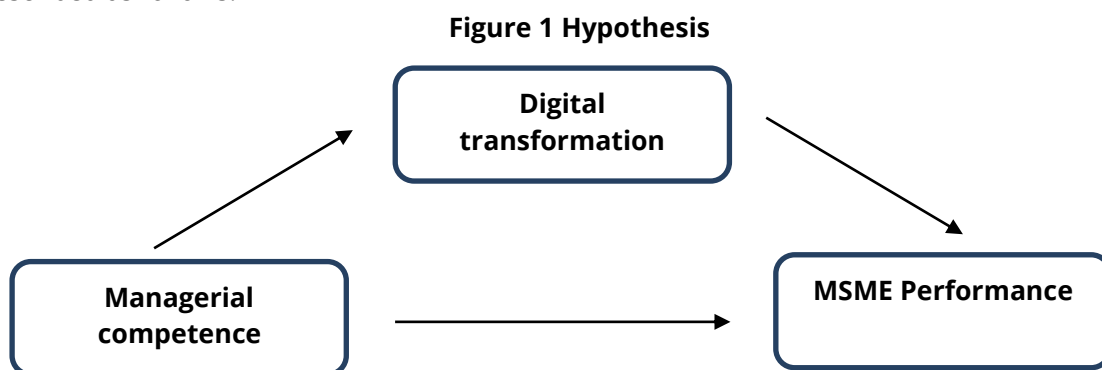 Figure 1 Hypothesis
Digital
transformation
Managerial
competence
MSME Performance